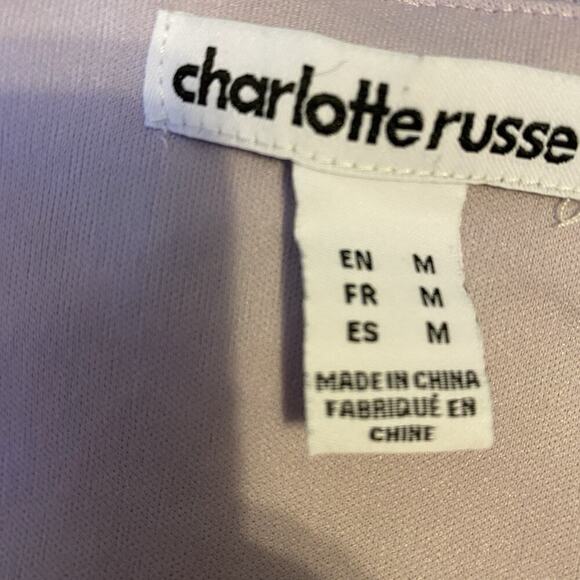 charlotte russe
EN M
FR M
ES M
MADE IN CHINA
FABRIQUÉ EN
CHINE